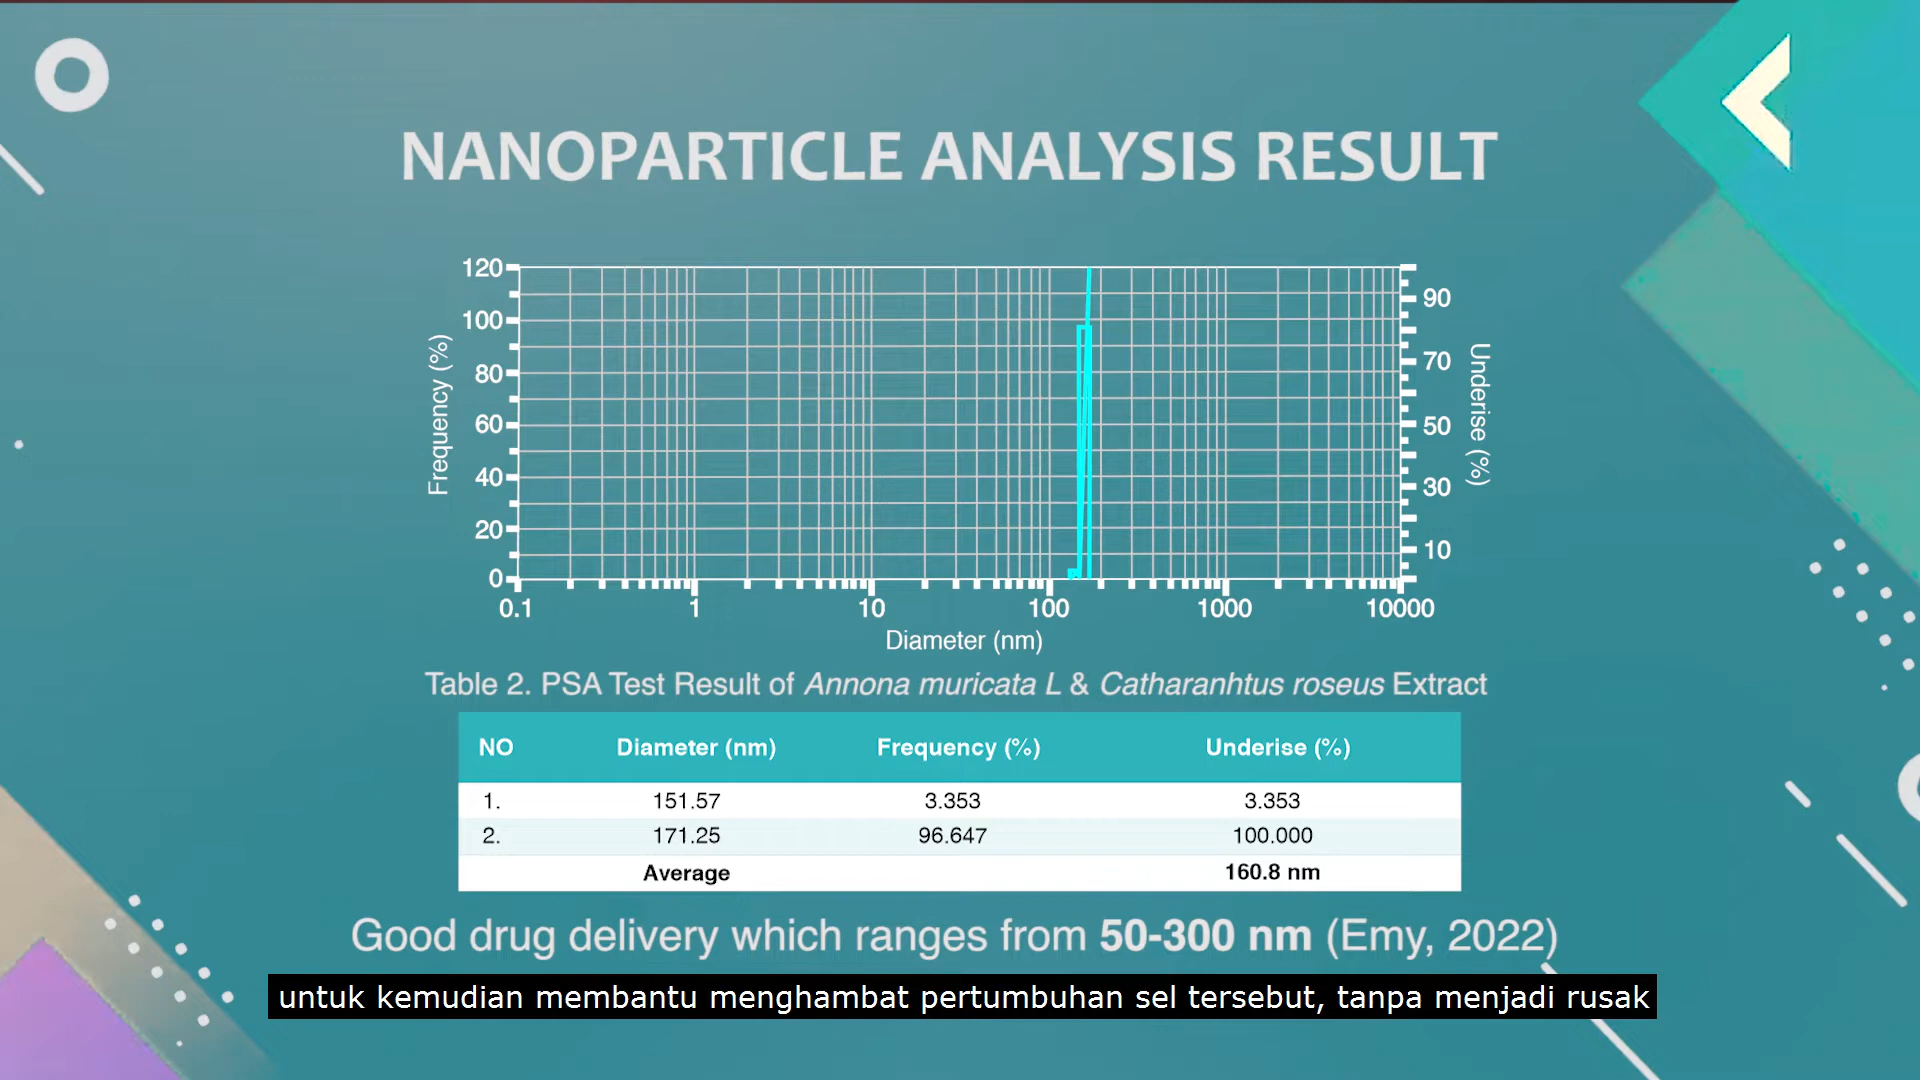 NANOPARTICLE ANALYSIS RESULT
120
100
80
60
40
20
0
Frequency (%)
90
70
50
30
10
Underise (%)
0.1 1 10 100 1000 10000
Diameter (nm)
Table 2. PSA Test Result of Annona muricata L & Catharanhtus roseus Extract
NO Diameter (nm) Frequency (%) Underise (%)
1. 151.57 3.353 3.353
2. 171.25 96.647 100.000
Average 160.8 nm
Good drug delivery which ranges from 50-300 nm (Emy, 2022)
untuk kemudian membantu menghambat pertumbuhan sel tersebut, tanpa menjadi rusak